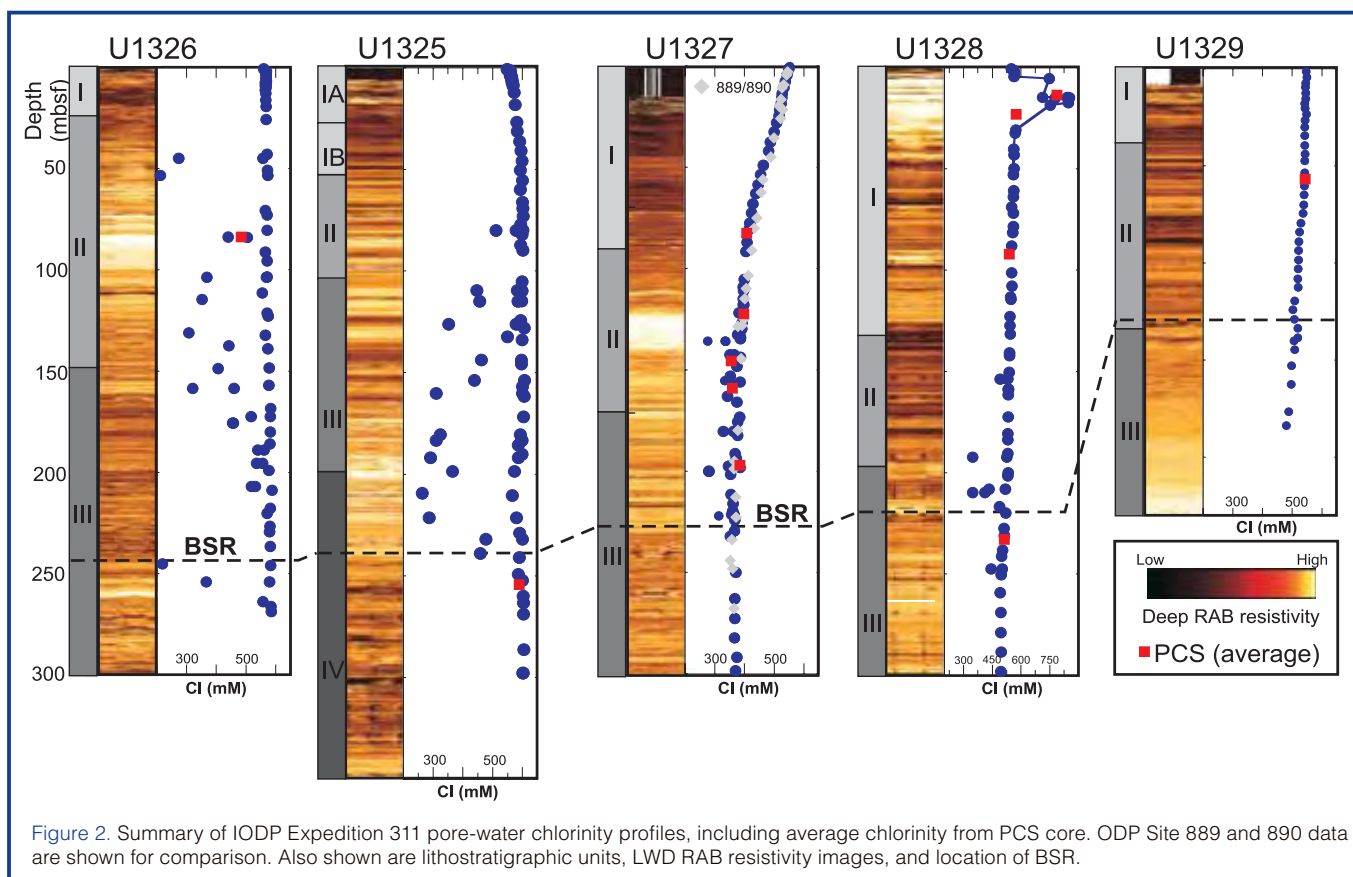 U1326 U1325 U1327 U1328 U1329
Depth (mbsf)
50
100
150
200
250
300
I
II
III
BSR
300 500
Cl (mM)
IA
IB
II
III
IV
300 500
Cl (mM)
889/890
I
II
III
BSR
300 500
Cl (mM)
I
II
III
300 450 600 750
Cl (mM)
I
II
III
300 500
Cl (mM)
Low High
Deep RAB resistivity
PCS (average)
Figure 2. Summary of IODP Expedition 311 pore-water chlorinity profiles, including average chlorinity from PCS core. ODP Site 889 and 890 data
are shown for comparison. Also shown are lithostratigraphic units, LWD RAB resistivity images, and location of BSR.